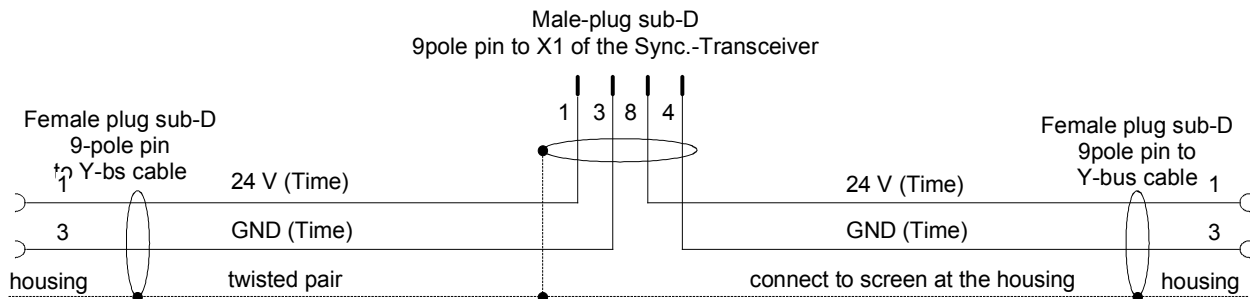 Male-plug sub-D
9pole pin to X1 of the Sync.-Transceiver
1 3 8 4
Female plug sub-D
9-pole pin
to Y-bs cable
Female plug sub-D
9pole pin to
Y-bus cable
1 24 V (Time) 24 V (Time) 1
3 GND (Time) GND (Time) 3
housing twisted pair connect to screen at the housing housing